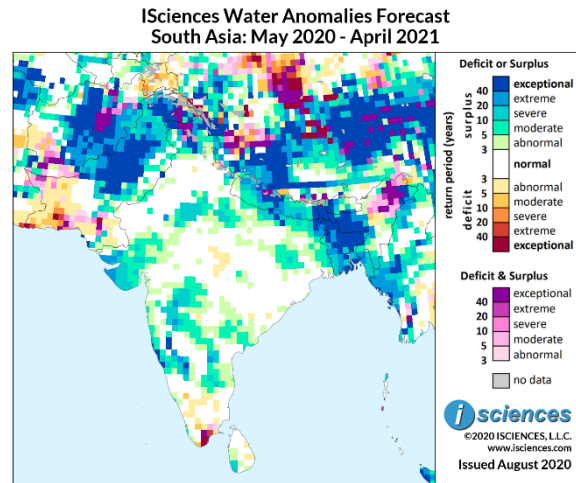 ISciences Water Anomalies Forecast
South Asia: May 2020 - April 2021
Deficit or Surplus
exceptional
40
extreme
20
severe
10
moderate
5
abnormal
3
surplus
normal
return period (years)
3
abnormal
5
moderate
10
severe
20
extreme
40
exceptional
deficit
Deficit & Surplus
exceptional
40
extreme
20
severe
10
moderate
5
abnormal
3
no data
i sciences
©2020 ISCIENCES, L.L.C.
www.isciences.com
Issued August 2020